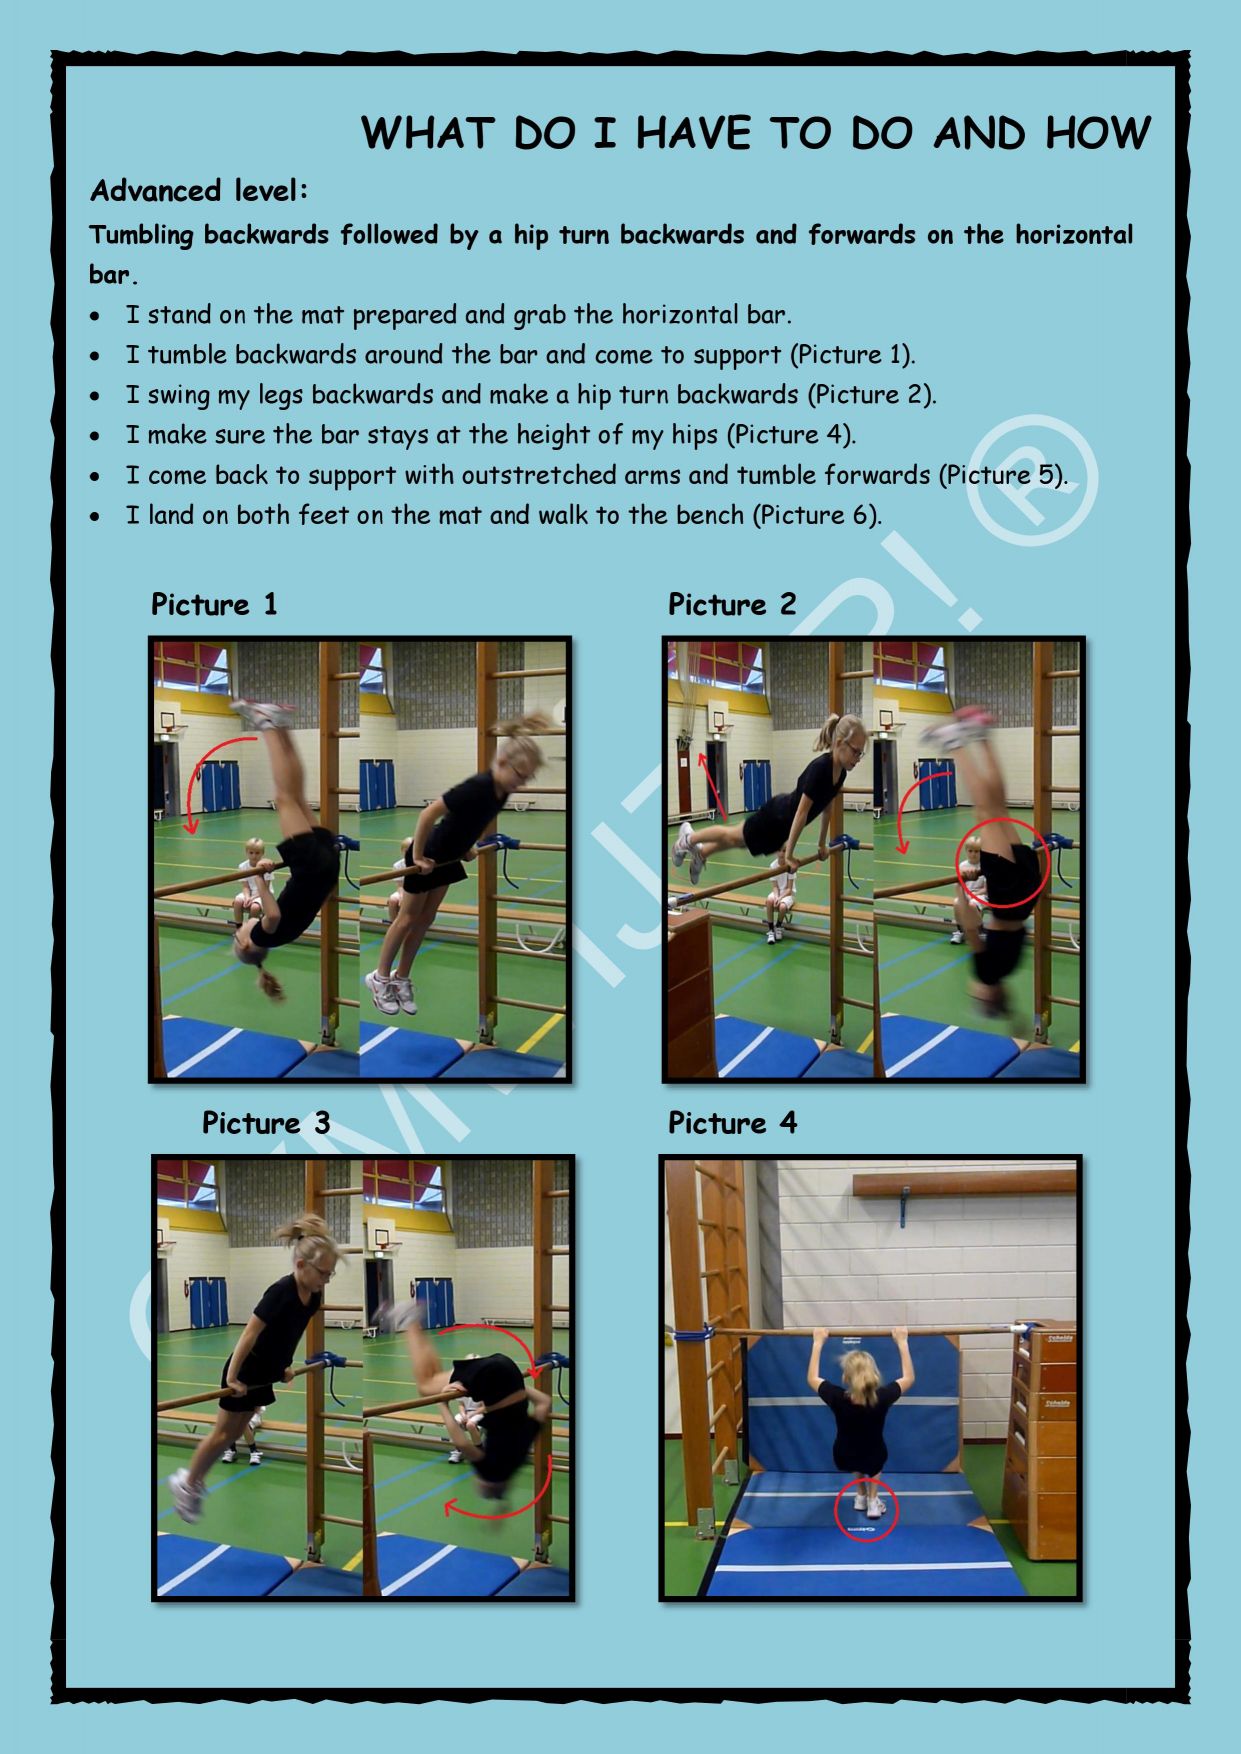 WHAT DO I HAVE TO DO AND HOW
Advanced level:
Tumbling backwards followed by a hip turn backwards and forwards on the horizontal
bar.
• I stand on the mat prepared and grab the horizontal bar.
• I tumble backwards around the bar and come to support (Picture 1).
• I swing my legs backwards and make a hip turn backwards (Picture 2).
• I make sure the bar stays at the height of my hips (Picture 4).
• I come back to support with outstretched arms and tumble forwards (Picture 5).
• I land on both feet on the mat and walk to the bench (Picture 6).
Picture 1
Picture 2
Picture 3
Picture 4